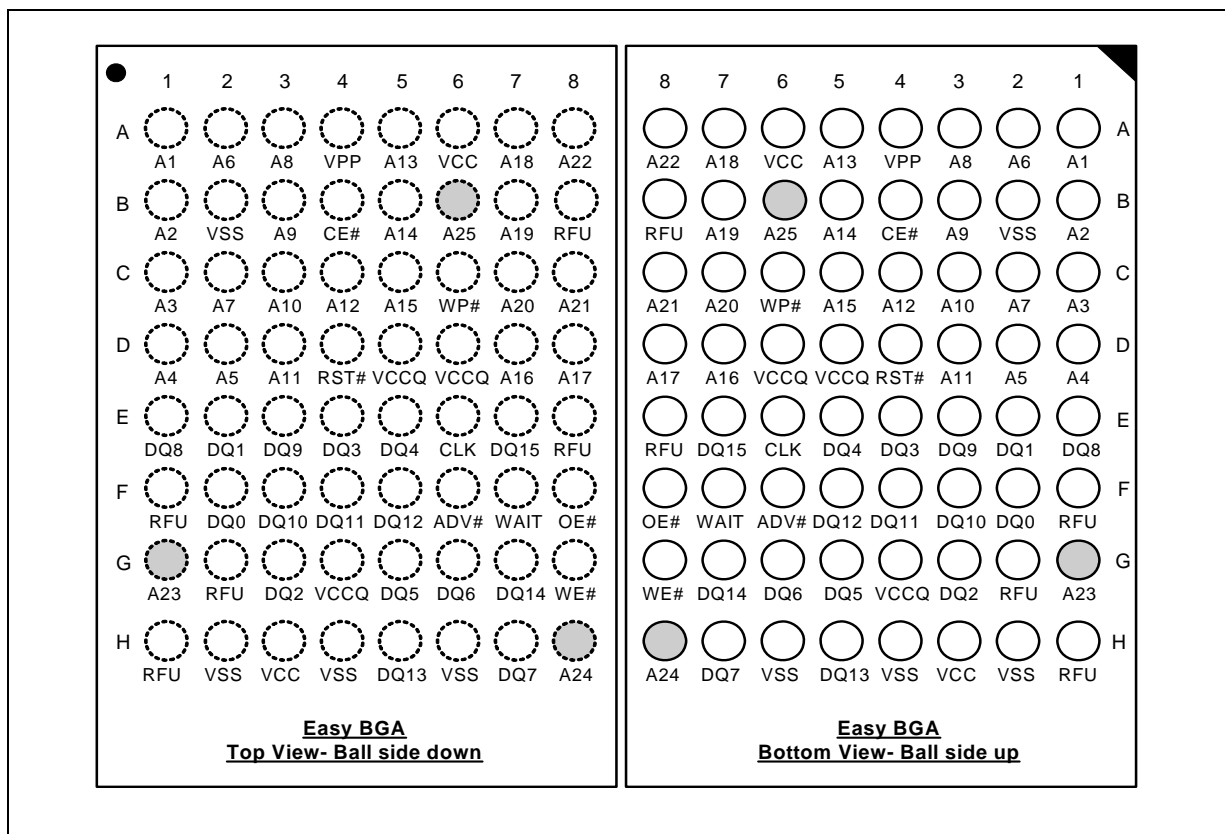 1 2 3 4 5 6 7 8
A
A1 A6 A8 VPP A13 VCC A18 A22
B
A2 VSS A9 CE# A14 A25 A19 RFU
C
A3 A7 A10 A12 A15 WP# A20 A21
D
A4 A5 A11 RST# VCCQ VCCQ A16 A17
E
DQ8 DQ1 DQ9 DQ3 DQ4 CLK DQ15 RFU
F
RFU DQ0 DQ10 DQ11 DQ12 ADV# WAIT OE#
G
A23 RFU DQ2 VCCQ DQ5 DQ6 DQ14 WE#
H
RFU VSS VCC VSS DQ13 VSS DQ7 A24
Easy BGA
Top View- Ball side down
8 7 6 5 4 3 2 1
A
A22 A18 VCC A13 VPP A8 A6 A1
B
RFU A19 A25 A14 CE# A9 VSS A2
C
A21 A20 WP# A15 A12 A10 A7 A3
D
A17 A16 VCCQ VCCQ RST# A11 A5 A4
E
RFU DQ15 CLK DQ4 DQ3 DQ9 DQ1 DQ8
F
OE# WAIT ADV# DQ12 DQ11 DQ10 DQ0 RFU
G
WE# DQ14 DQ6 DQ5 VCCQ DQ2 RFU A23
H
A24 DQ7 VSS DQ13 VSS VCC VSS RFU
Easy BGA
Bottom View- Ball side up